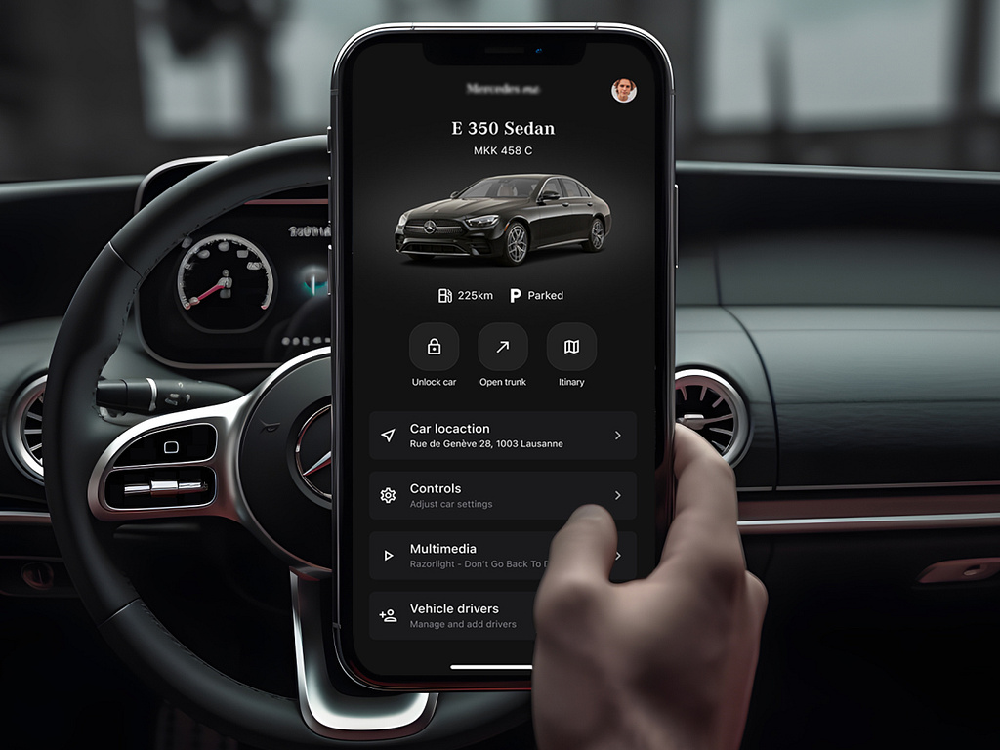 Mercedes me
E 350 Sedan
MKK 458 C
225km
Parked
Unlock car
Open trunk
Itinary
Car locaction
Rue de Genève 28, 1003 Lausanne
Controls
Adjust car settings
Multimedia
Razorlight - Don't Go Back To
Vehicle drivers
Manage and add drivers